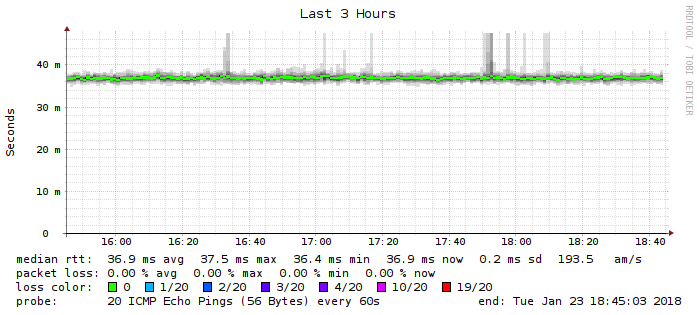 Last 3 Hours
RRDTOOL / TOBI OETIKER
Seconds
40 m
30 m
20 m
10 m
0
16:00 16:20 16:40 17:00 17:20 17:40 18:00 18:20 18:40
median rtt: 36.9 ms avg 37.5 ms max 36.4 ms min 36.9 ms now 0.2 ms sd 193.5 am/s
packet loss: 0.00 % avg 0.00 % max 0.00 % min 0.00 % now
loss color: 0 1/20 2/20 3/20 4/20 10/20 19/20
probe: 20 ICMP Echo Pings (56 Bytes) every 60s end: Tue Jan 23 18:45:03 2018